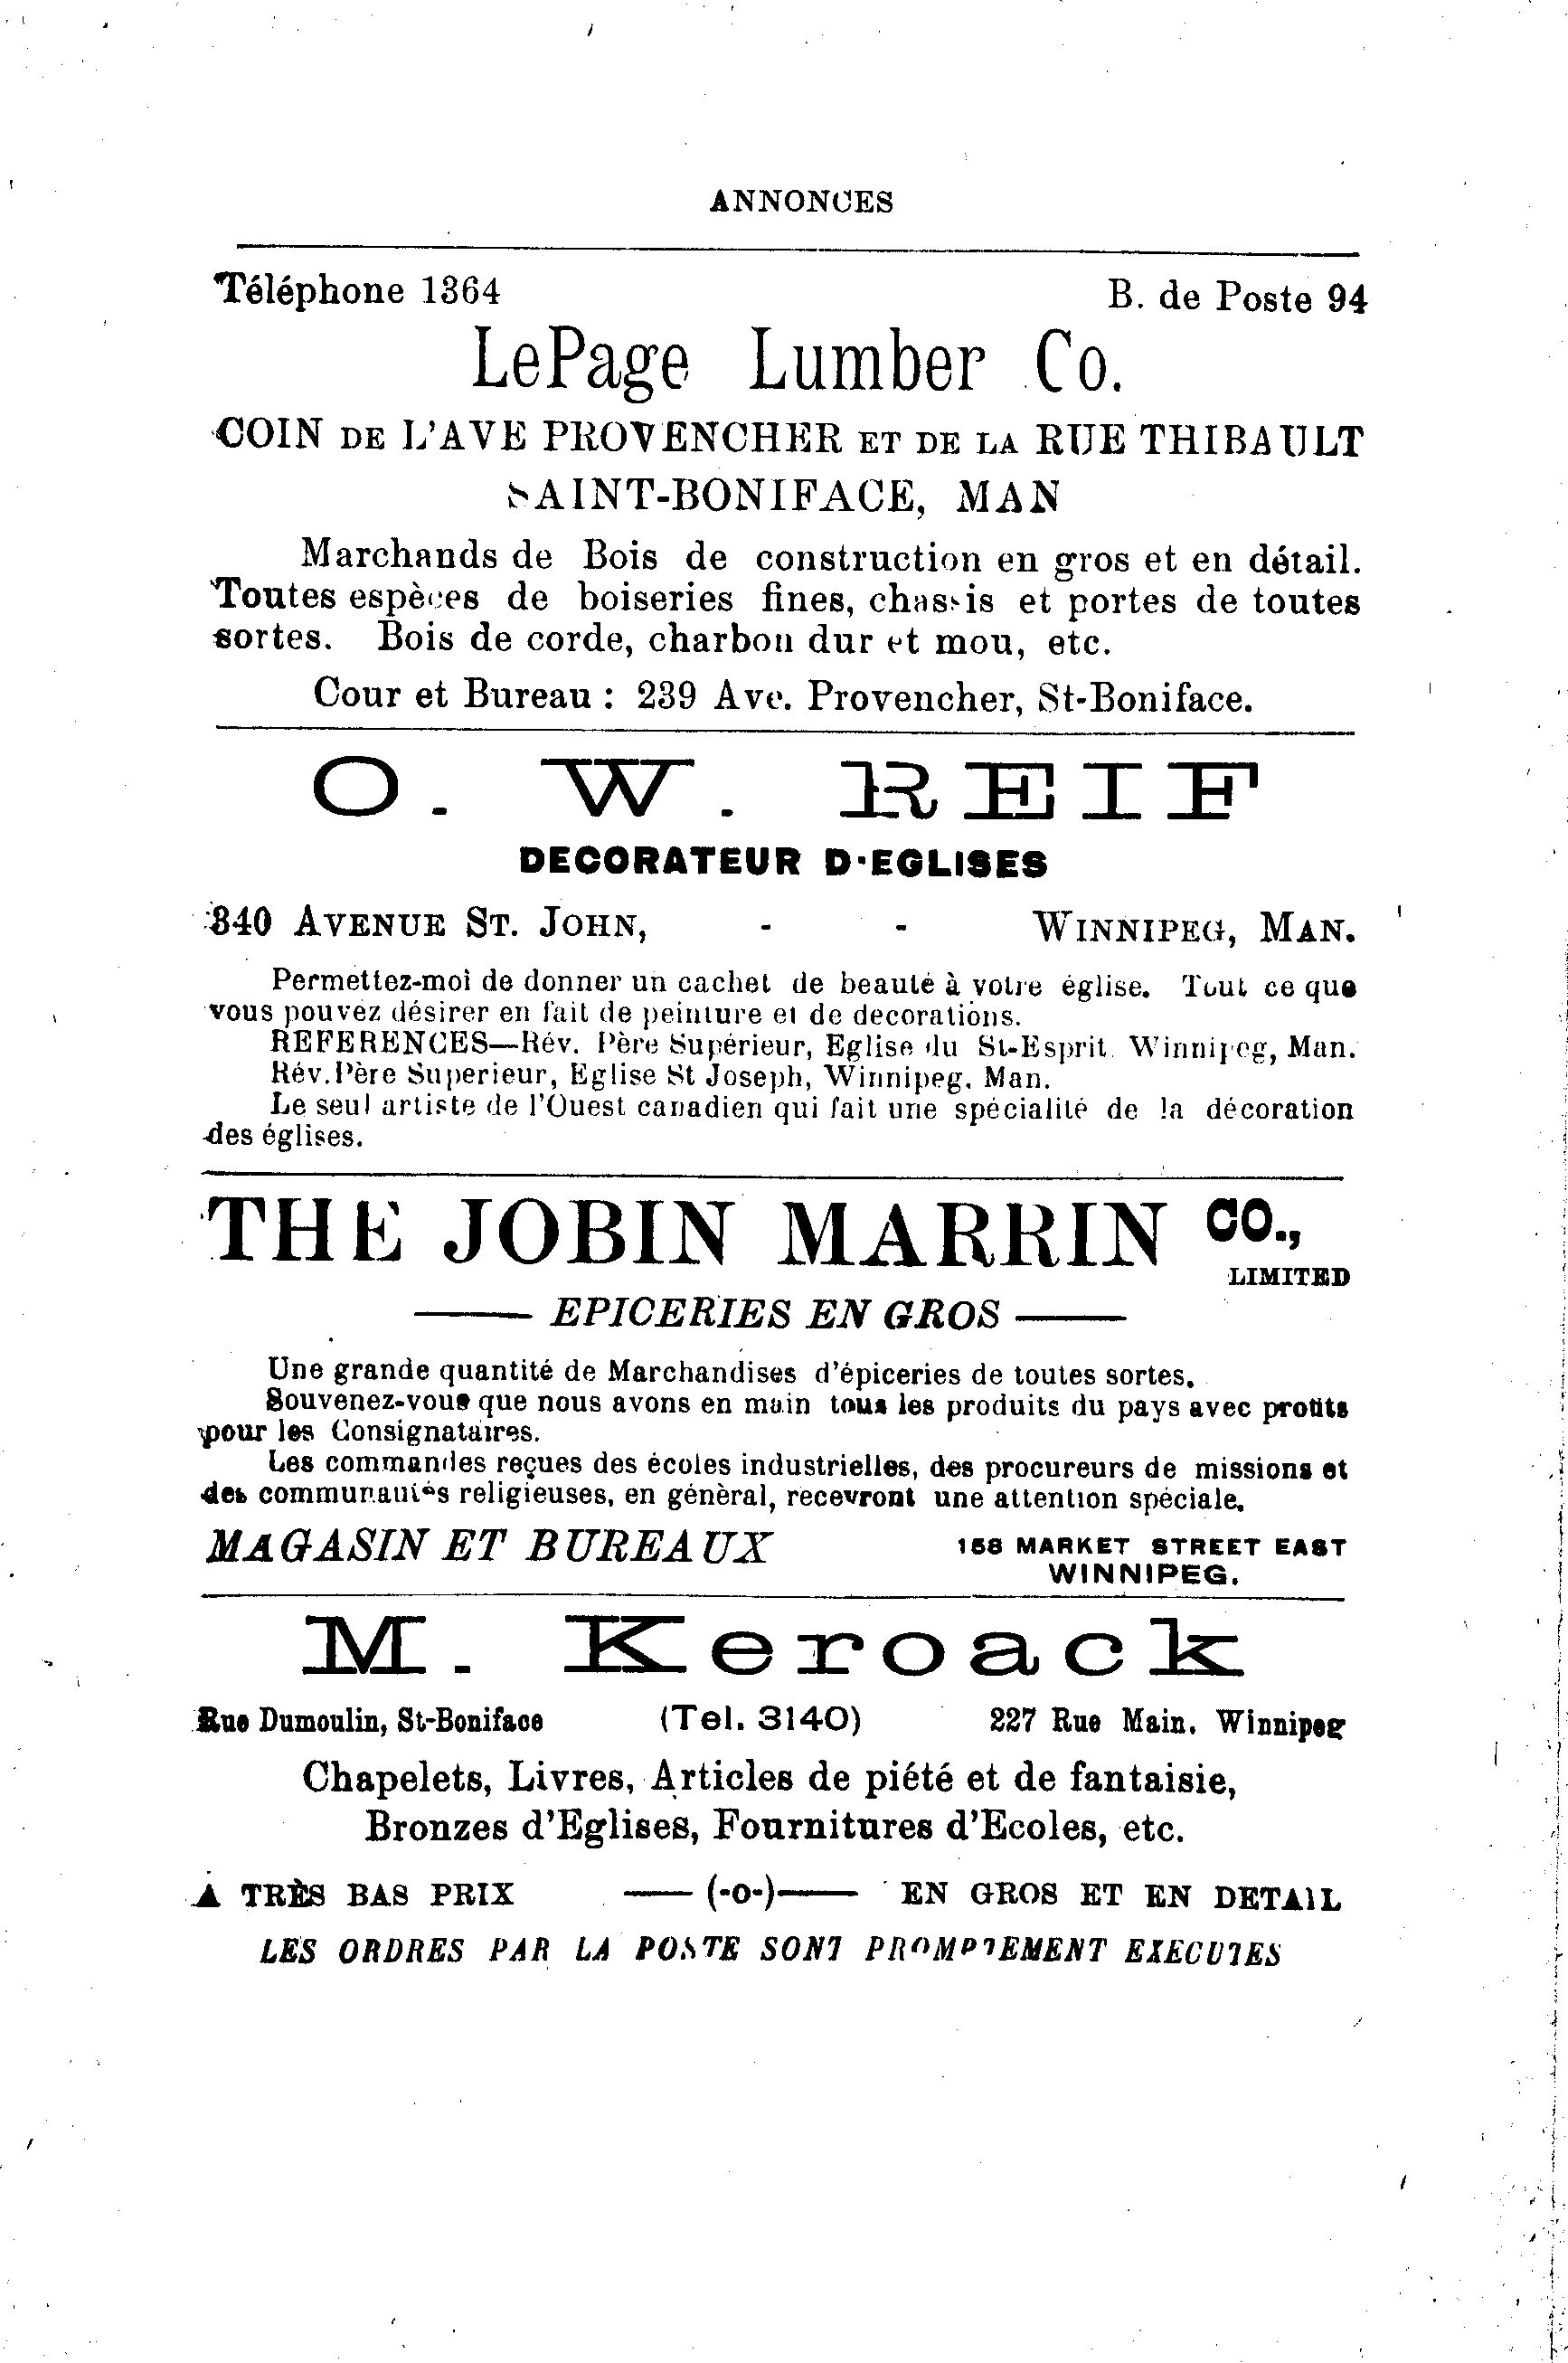 ANNONCES
Téléphone 1364 B. de Poste 94
LePage Lumber Co.
COIN DE L'AVE PROVENCHER ET DE LA RUE THIBAULT
SAINT-BONIFACE, MAN
Marchands de Bois de construction en gros et en détail.
Toutes espèces de boiseries fines, chassis et portes de toutes
sortes. Bois de corde, charbon dur et mou, etc.
Cour et Bureau : 239 Ave. Provencher, St-Boniface.
O. W. REIF
DECORATEUR D'EGLISES
340 AVENUE ST. JOHN, - - WINNIPEG, MAN.
Permettez-moi de donner un cachet de beauté à votre église. Tout ce que
vous pouvez désirer en fait de peinture et de decorations.
REFERENCES—Rév. Père Supérieur, Eglise du St-Esprit Winnipeg, Man.
Rév.Père Superieur, Eglise St Joseph, Winnipeg, Man.
Le seul artiste de l'Ouest canadien qui fait une spécialité de la décoration
des églises.
THE JOBIN MARRIN CO.,
LIMITED
—— EPICERIES EN GROS ——
Une grande quantité de Marchandises d'épiceries de toutes sortes.
Souvenez-vous que nous avons en main tous les produits du pays avec profits
pour les Consignataires.
Les commandes reçues des écoles industrielles, des procureurs de missions et
des communautés religieuses, en génèral, recevront une attention spéciale.
MAGASIN ET BUREAUX 158 MARKET STREET EAST
WINNIPEG.
M. Keroack
Rue Dumoulin, St-Boniface (Tel. 3140) 227 Rue Main. Winnipeg
Chapelets, Livres, Articles de piété et de fantaisie,
Bronzes d'Eglises, Fournitures d'Ecoles, etc.
A TRÈS BAS PRIX —— (-o-)—— EN GROS ET EN DETAIL
LES ORDRES PAR LA POSTE SONT PROMPTEMENT EXECUTES